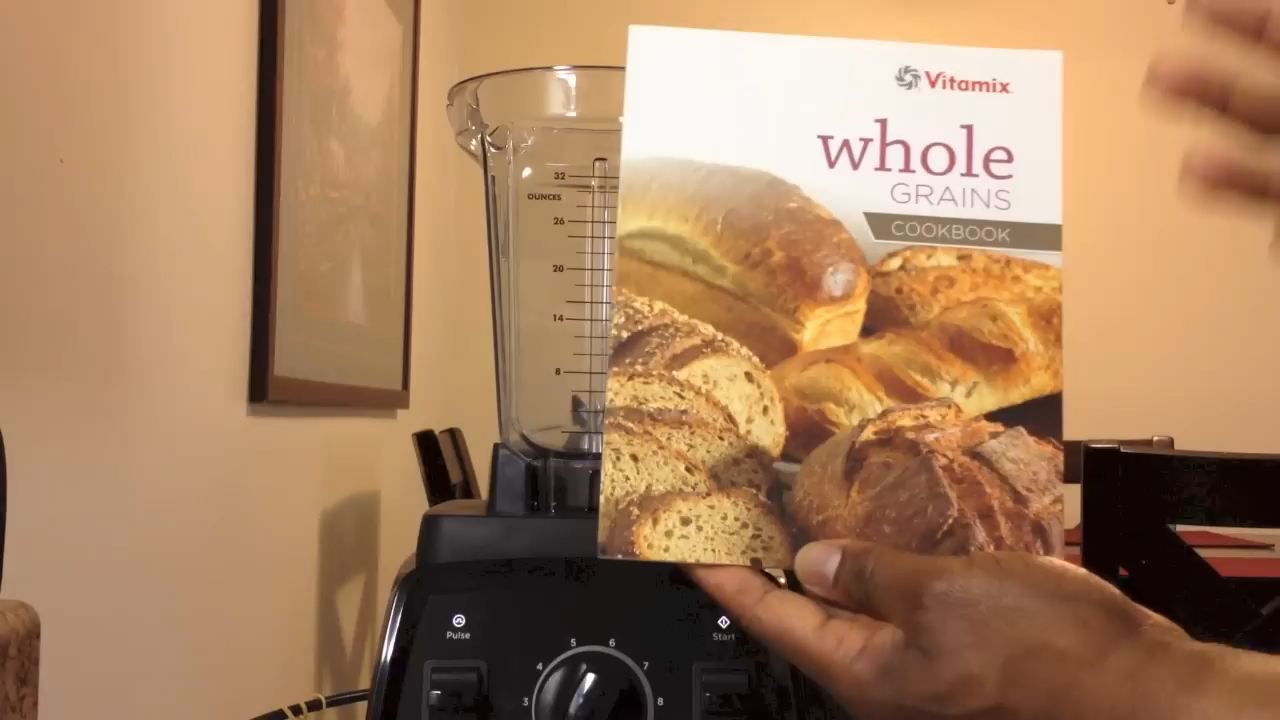 Vitamix
whole
GRAINS
COOKBOOK
32
OUNCES
26
20
14
8
Pulse
Start
5 6
4 7
3 8